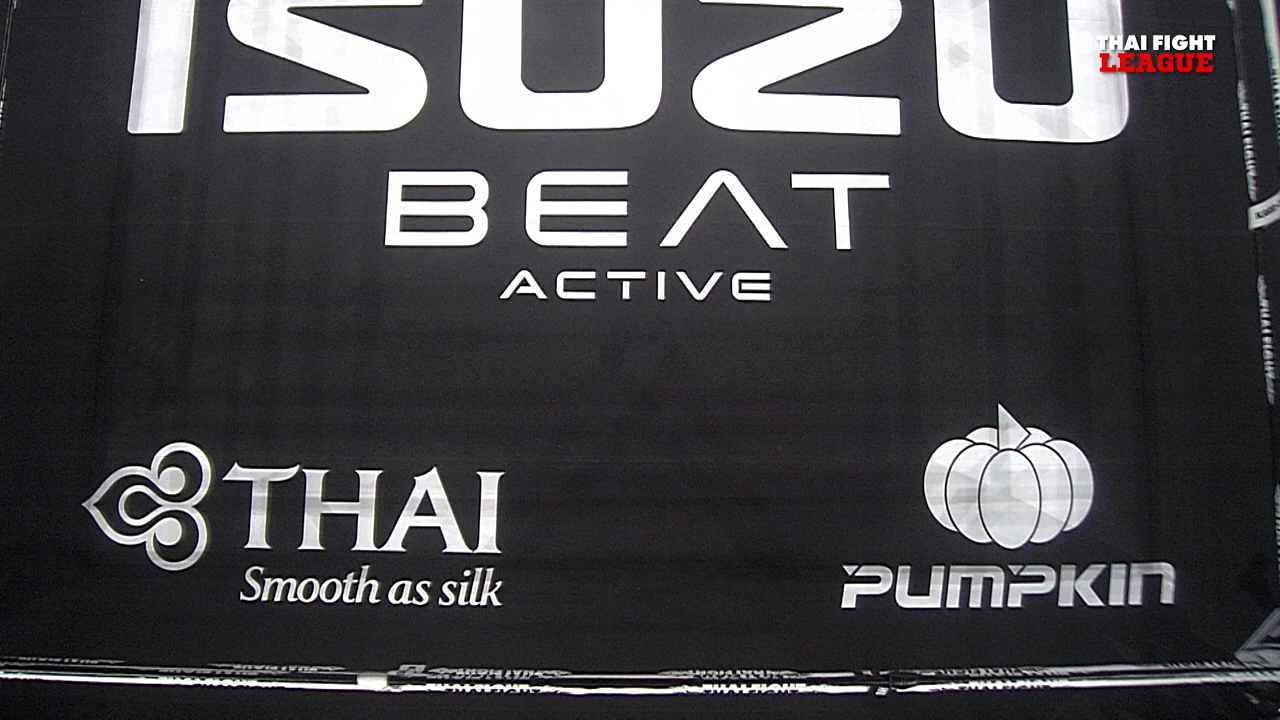 ISUZU
THAI FIGHT
LEAGUE
BEAT
ACTIVE
THAI
Smooth as silk
PUMPKIN